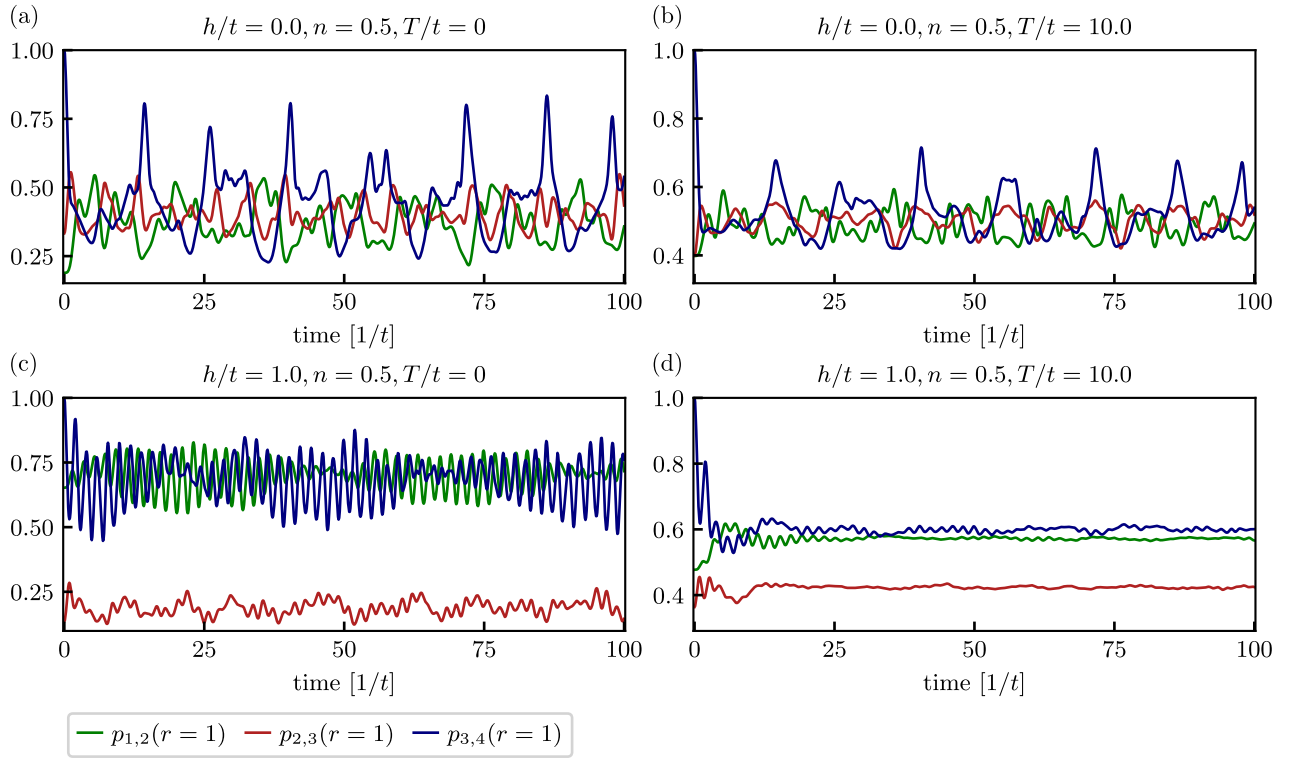 (a)
h/t = 0.0, n = 0.5, T/t = 0
1.00
0.75
0.50
0.25
0 25 50 75 100
time [1/t]
(b)
h/t = 0.0, n = 0.5, T/t = 10.0
1.0
0.8
0.6
0.4
0 25 50 75 100
time [1/t]
(c)
h/t = 1.0, n = 0.5, T/t = 0
1.00
0.75
0.50
0.25
0 25 50 75 100
time [1/t]
(d)
h/t = 1.0, n = 0.5, T/t = 10.0
1.0
0.8
0.6
0.4
0 25 50 75 100
time [1/t]
p₁,₂(r = 1) p₂,₃(r = 1) p₃,₄(r = 1)